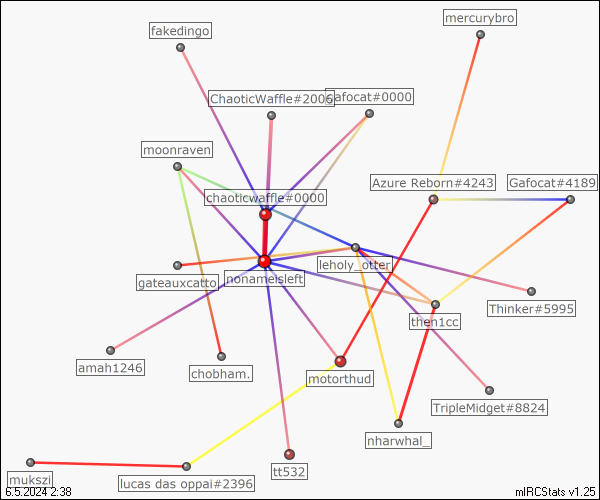 mercurybro
fakedingo
ChaoticWaffle#2006
Gafocat#0000
moonraven
Azure Reborn#4243
Gafocat#4189
chaoticwaffle#0000
leholy_otter
nonameisleft
gateauxcatto
Thinker#5995
then1cc
amah1246
chobham.
motorthud
TripleMidget#8824
nharwhal_
tt532
mukszi
lucas das oppai#2396
6.5.2024 2:38
mIRCStats v1.25